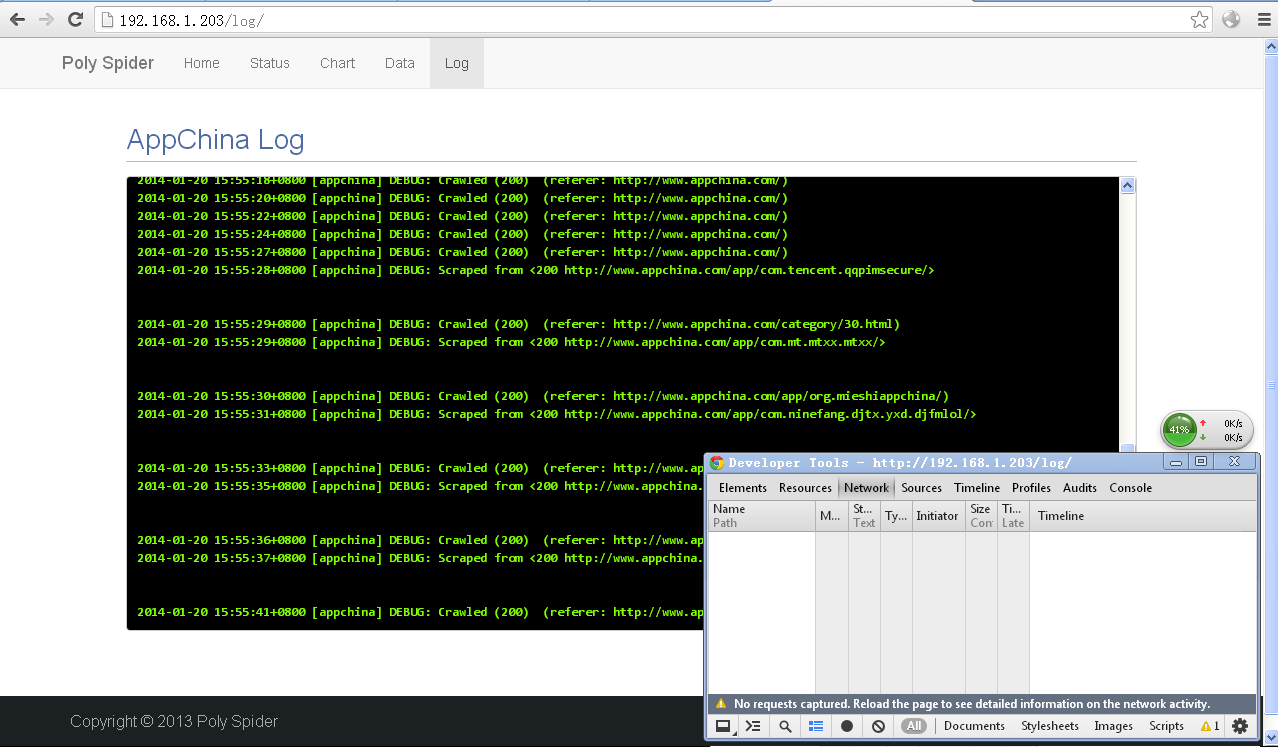 192.168.1.203/log/
Poly Spider Home Status Chart Data Log
AppChina Log
2014-01-20 15:55:18+0800 [appchina] DEBUG: Crawled (200) (referer: http://www.appchina.com/)
2014-01-20 15:55:20+0800 [appchina] DEBUG: Crawled (200) (referer: http://www.appchina.com/)
2014-01-20 15:55:22+0800 [appchina] DEBUG: Crawled (200) (referer: http://www.appchina.com/)
2014-01-20 15:55:24+0800 [appchina] DEBUG: Crawled (200) (referer: http://www.appchina.com/)
2014-01-20 15:55:27+0800 [appchina] DEBUG: Crawled (200) (referer: http://www.appchina.com/)
2014-01-20 15:55:28+0800 [appchina] DEBUG: Scraped from <200 http://www.appchina.com/app/com.tencent.qqpimsecure/>
2014-01-20 15:55:29+0800 [appchina] DEBUG: Crawled (200) (referer: http://www.appchina.com/category/30.html)
2014-01-20 15:55:29+0800 [appchina] DEBUG: Scraped from <200 http://www.appchina.com/app/com.mt.mtxx.mtxx/>
2014-01-20 15:55:30+0800 [appchina] DEBUG: Crawled (200) (referer: http://www.appchina.com/app/org.mieshiappchina/)
2014-01-20 15:55:31+0800 [appchina] DEBUG: Scraped from <200 http://www.appchina.com/app/com.ninefang.djtx.yxd.djfmlol/>
2014-01-20 15:55:33+0800 [appchina] DEBUG: Crawled (200) (referer: http://www.ap
2014-01-20 15:55:35+0800 [appchina] DEBUG: Scraped from <200 http://www.appchina.
2014-01-20 15:55:36+0800 [appchina] DEBUG: Crawled (200) (referer: http://www.ap
2014-01-20 15:55:37+0800 [appchina] DEBUG: Scraped from <200 http://www.appchina.
2014-01-20 15:55:41+0800 [appchina] DEBUG: Crawled (200) (referer: http://www.ap
41% 0K/s
0K/s
Developer Tools - http://192.168.1.203/log/
Elements Resources Network Sources Timeline Profiles Audits Console
Name M... St... Ty... Initiator Size Ti... Timeline
Path Text Con Late
No requests captured. Reload the page to see detailed information on the network activity.
All Documents Stylesheets Images Scripts 1
Copyright © 2013 Poly Spider